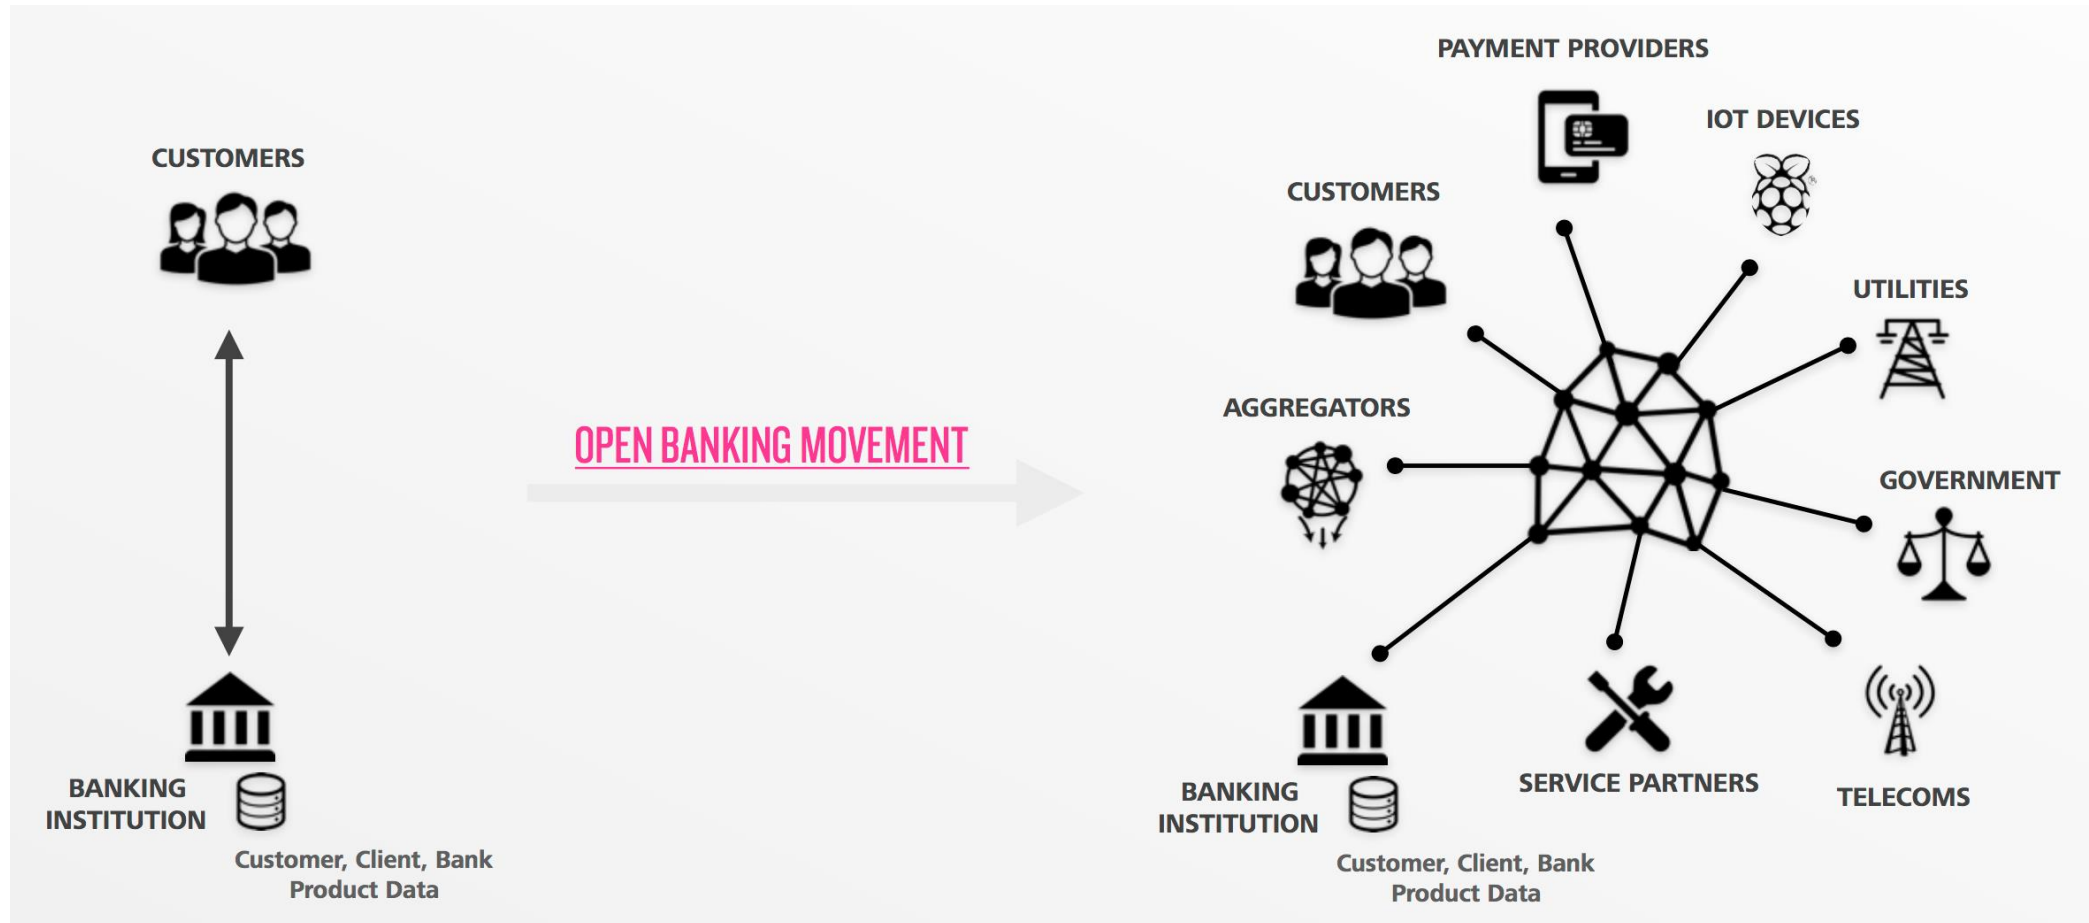 CUSTOMERS
BANKING
INSTITUTION
Customer, Client, Bank
Product Data
OPEN BANKING MOVEMENT
PAYMENT PROVIDERS
IOT DEVICES
CUSTOMERS
UTILITIES
AGGREGATORS
GOVERNMENT
BANKING
INSTITUTION
Customer, Client, Bank
Product Data
SERVICE PARTNERS
TELECOMS